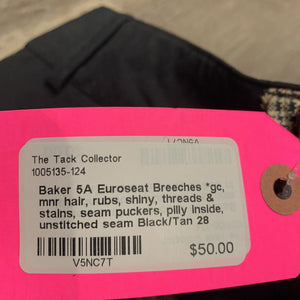 The Tack Collector
1005135-124
Baker 5A Euroseat Breeches *gc,
mnr hair, rubs, shiny, threads &
stains, seam puckers, pilly inside,
unstitched seam Black/Tan 28
$50.00
V5NC7T